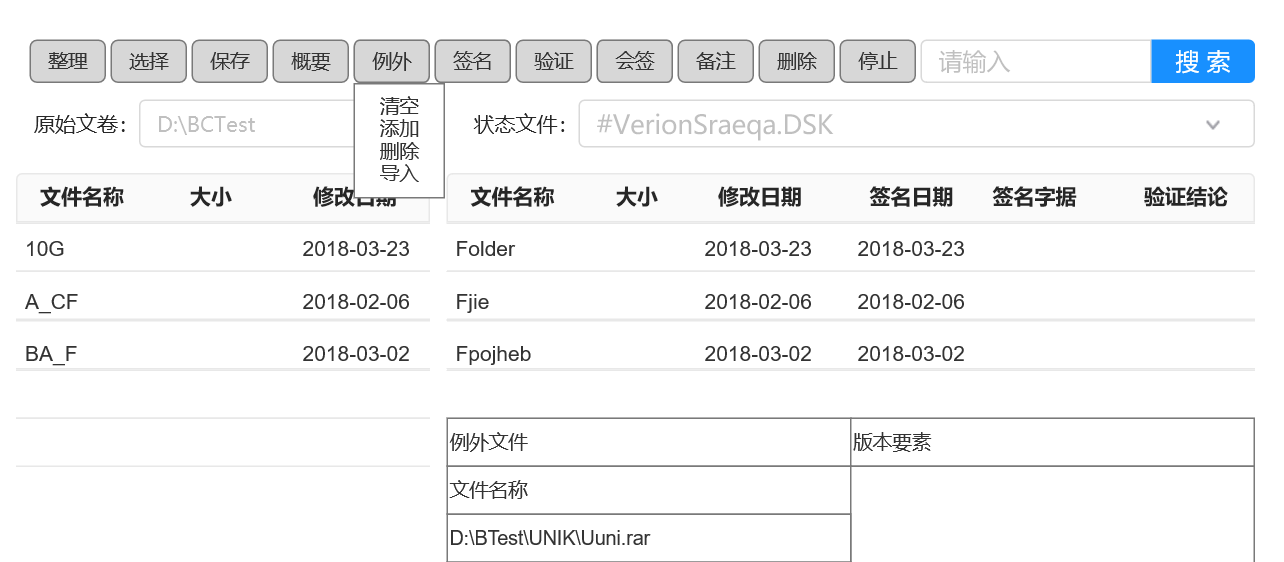 整理 选择 保存 概要 例外 签名 验证 会签 备注 删除 停止 请输入 搜 索
清空
添加
删除
导入
原始文卷： D:\BCTest 状态文件： #VerionSraeqa.DSK
文件名称 大小 修改日期 文件名称 大小 修改日期 签名日期 签名字据 验证结论
10G 2018-03-23 Folder 2018-03-23 2018-03-23
A_CF 2018-02-06 Fjie 2018-02-06 2018-02-06
BA_F 2018-03-02 Fpojheb 2018-03-02 2018-03-02
例外文件 版本要素
文件名称
D:\BTest\UNIK\Uuni.rar